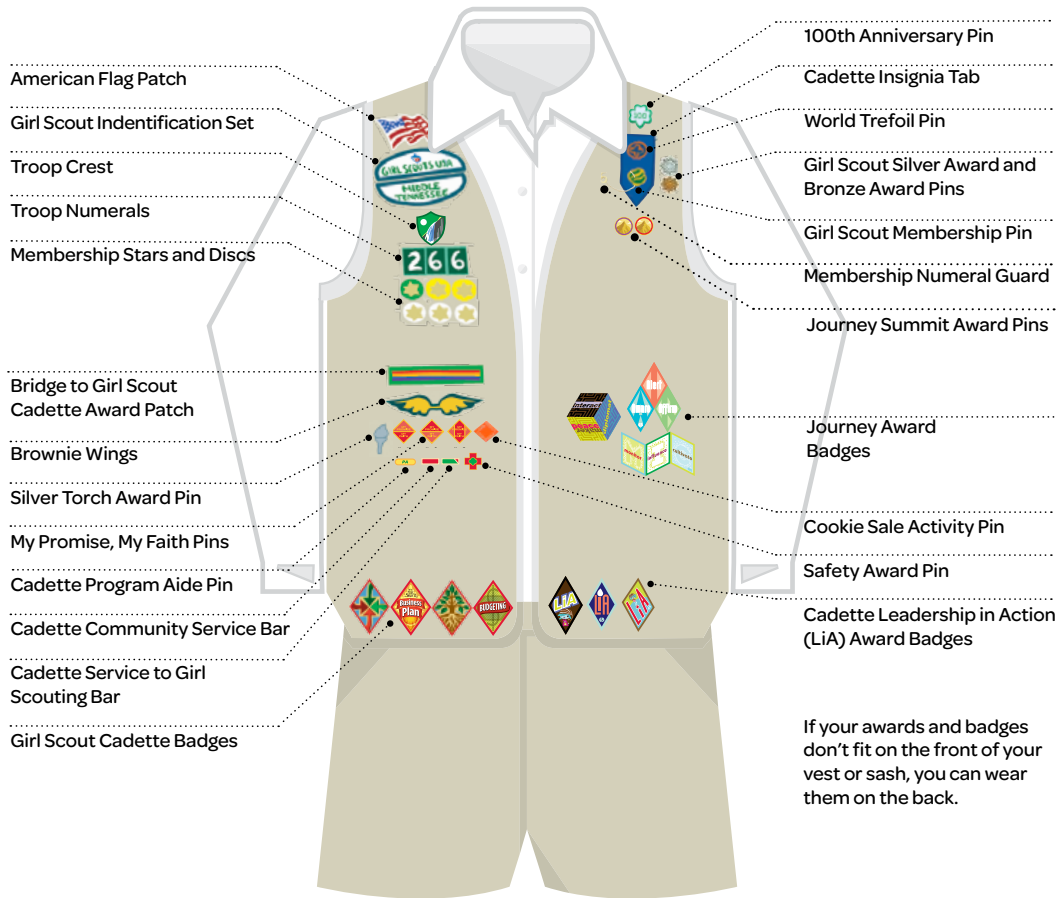 American Flag Patch
Girl Scout Indentification Set
Troop Crest
Troop Numerals
Membership Stars and Discs
Bridge to Girl Scout
Cadette Award Patch
Brownie Wings
Silver Torch Award Pin
My Promise, My Faith Pins
Cadette Program Aide Pin
Cadette Community Service Bar
Cadette Service to Girl
Scouting Bar
Girl Scout Cadette Badges
GIRL SCOUTS USA
MIDDLE
TENNESSEE
266
PA
Business
Plan
BUDGETING
100
interact
peace
LiA
LiA
LiA
100th Anniversary Pin
Cadette Insignia Tab
World Trefoil Pin
Girl Scout Silver Award and
Bronze Award Pins
Girl Scout Membership Pin
Membership Numeral Guard
Journey Summit Award Pins
Journey Award
Badges
Cookie Sale Activity Pin
Safety Award Pin
Cadette Leadership in Action
(LiA) Award Badges
If your awards and badges
don't fit on the front of your
vest or sash, you can wear
them on the back.